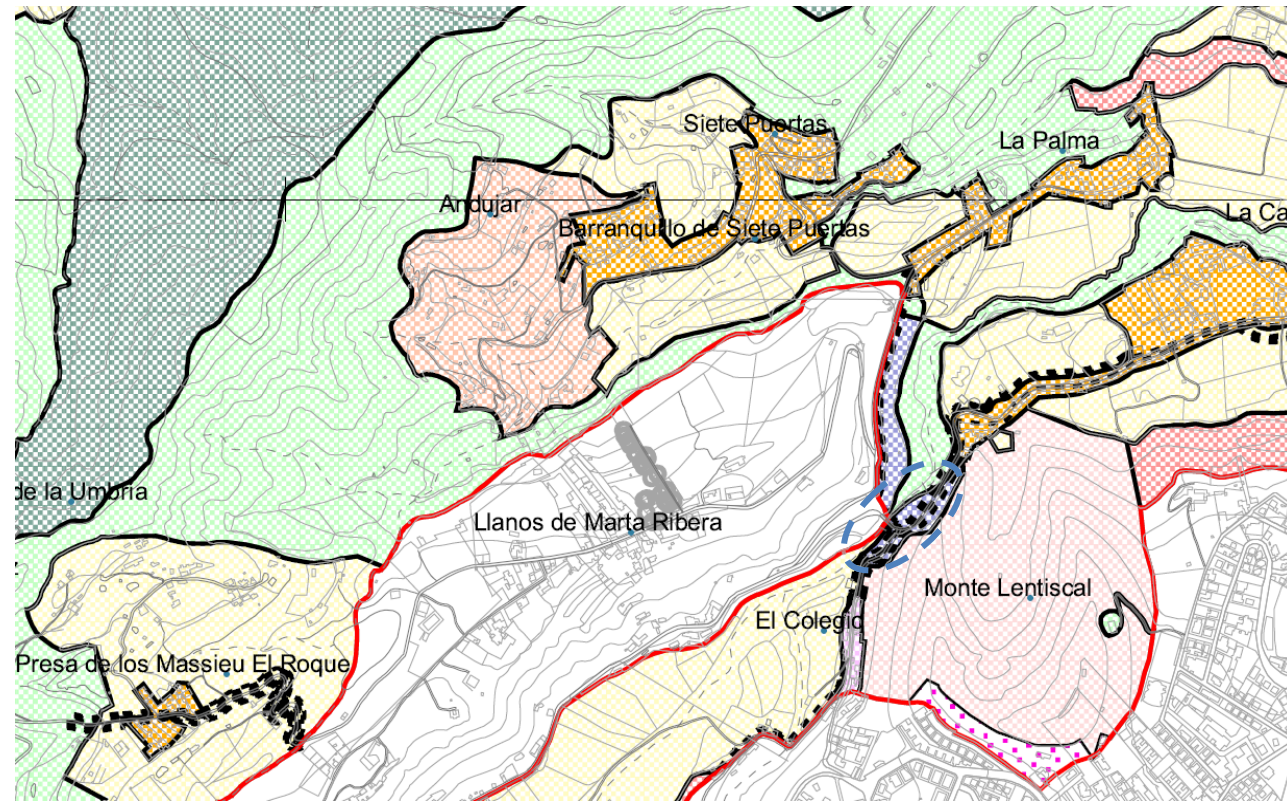 Siete Puertas
La Palma
Andujar
Barranquillo de Siete Puertas
La Ca
de la Umbría
Llanos de Marta Ribera
Monte Lentiscal
El Colegio
Presa de los Massieu El Roque